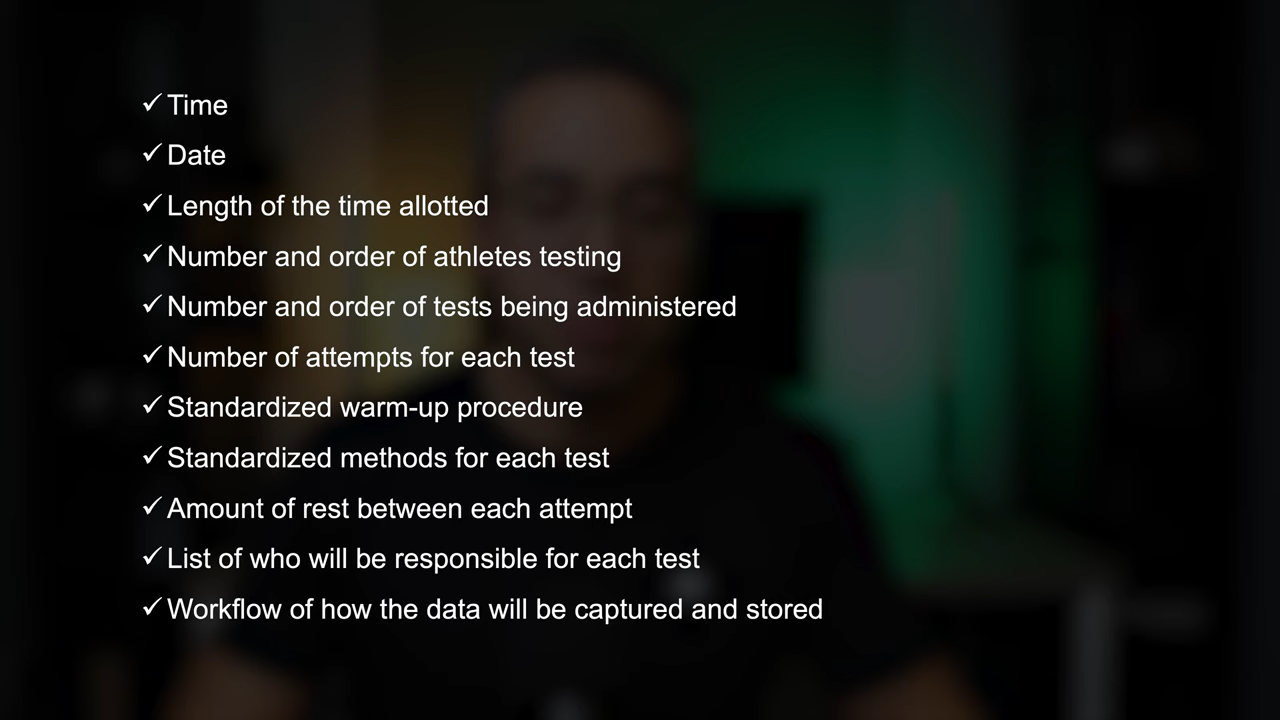 ✓ Time
✓ Date
✓ Length of the time allotted
✓ Number and order of athletes testing
✓ Number and order of tests being administered
✓ Number of attempts for each test
✓ Standardized warm-up procedure
✓ Standardized methods for each test
✓ Amount of rest between each attempt
✓ List of who will be responsible for each test
✓ Workflow of how the data will be captured and stored